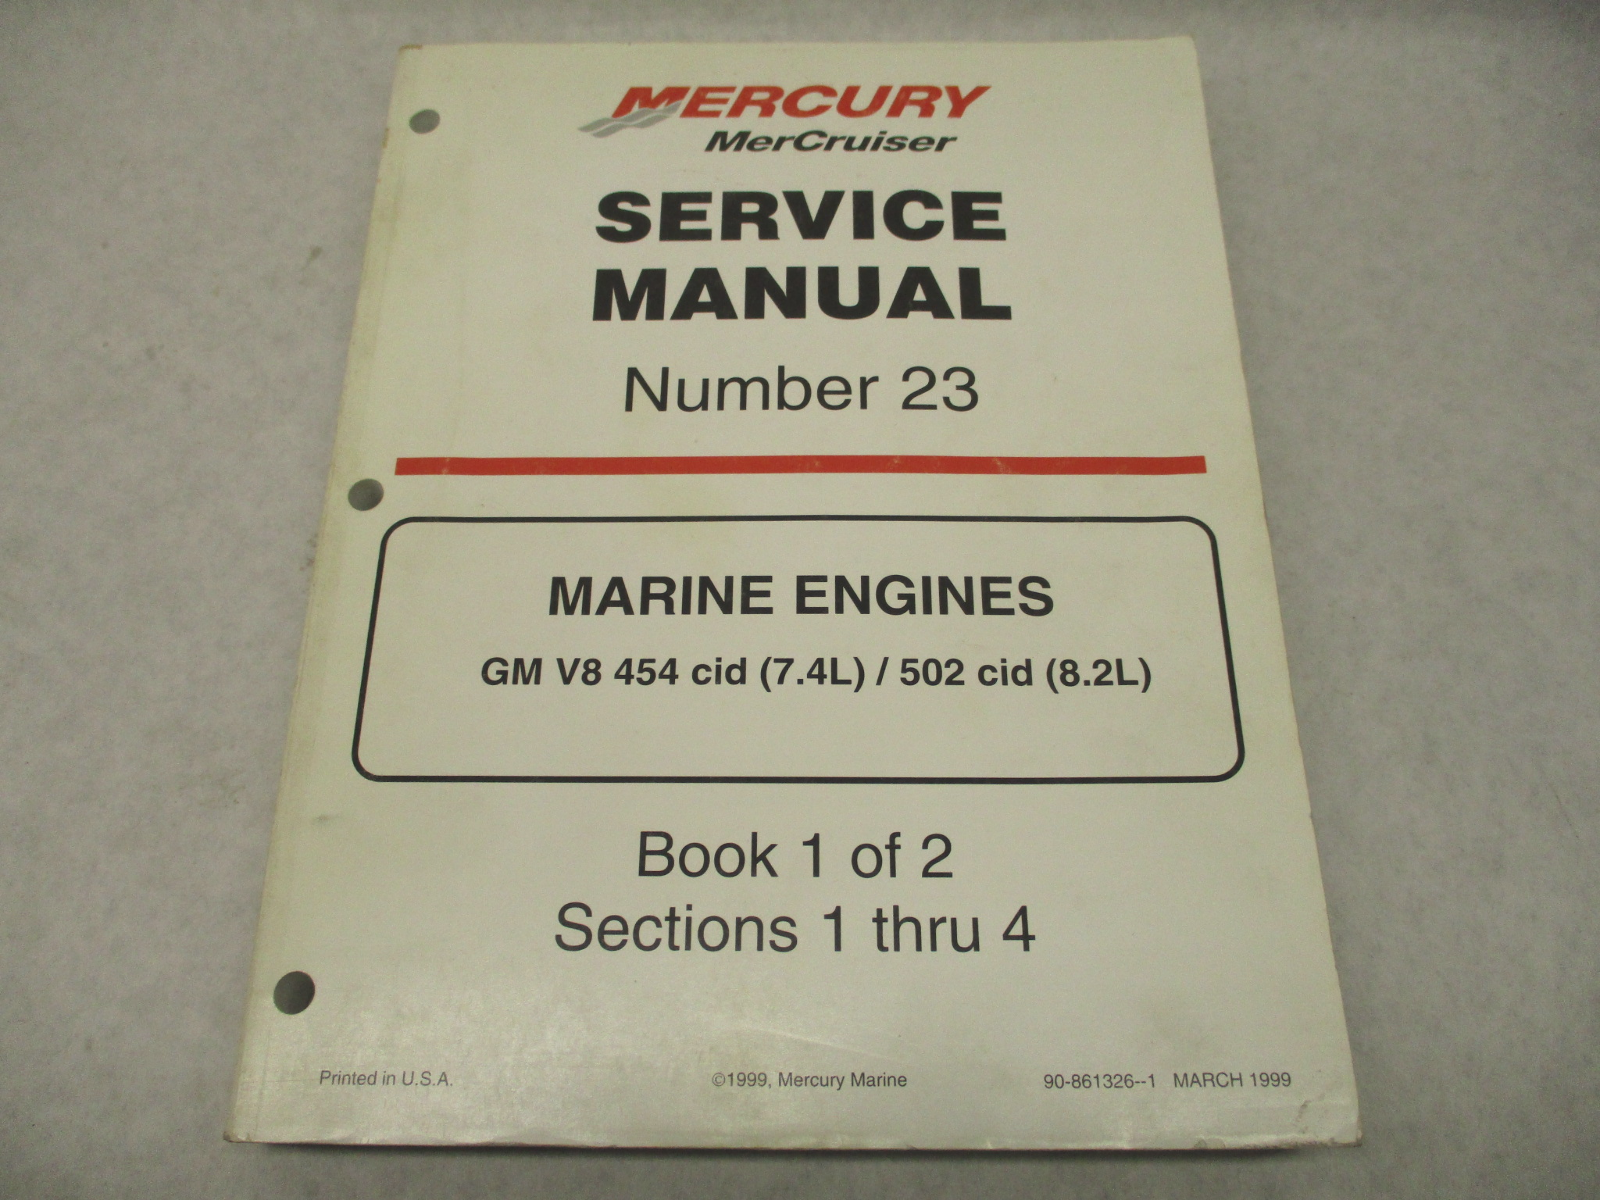 MERCURY
MerCruiser
SERVICE
MANUAL
Number 23
MARINE ENGINES
GM V8 454 cid (7.4L) / 502 cid (8.2L)
Book 1 of 2
Sections 1 thru 4
Printed in U.S.A.
©1999, Mercury Marine
90-861326--1 MARCH 1999